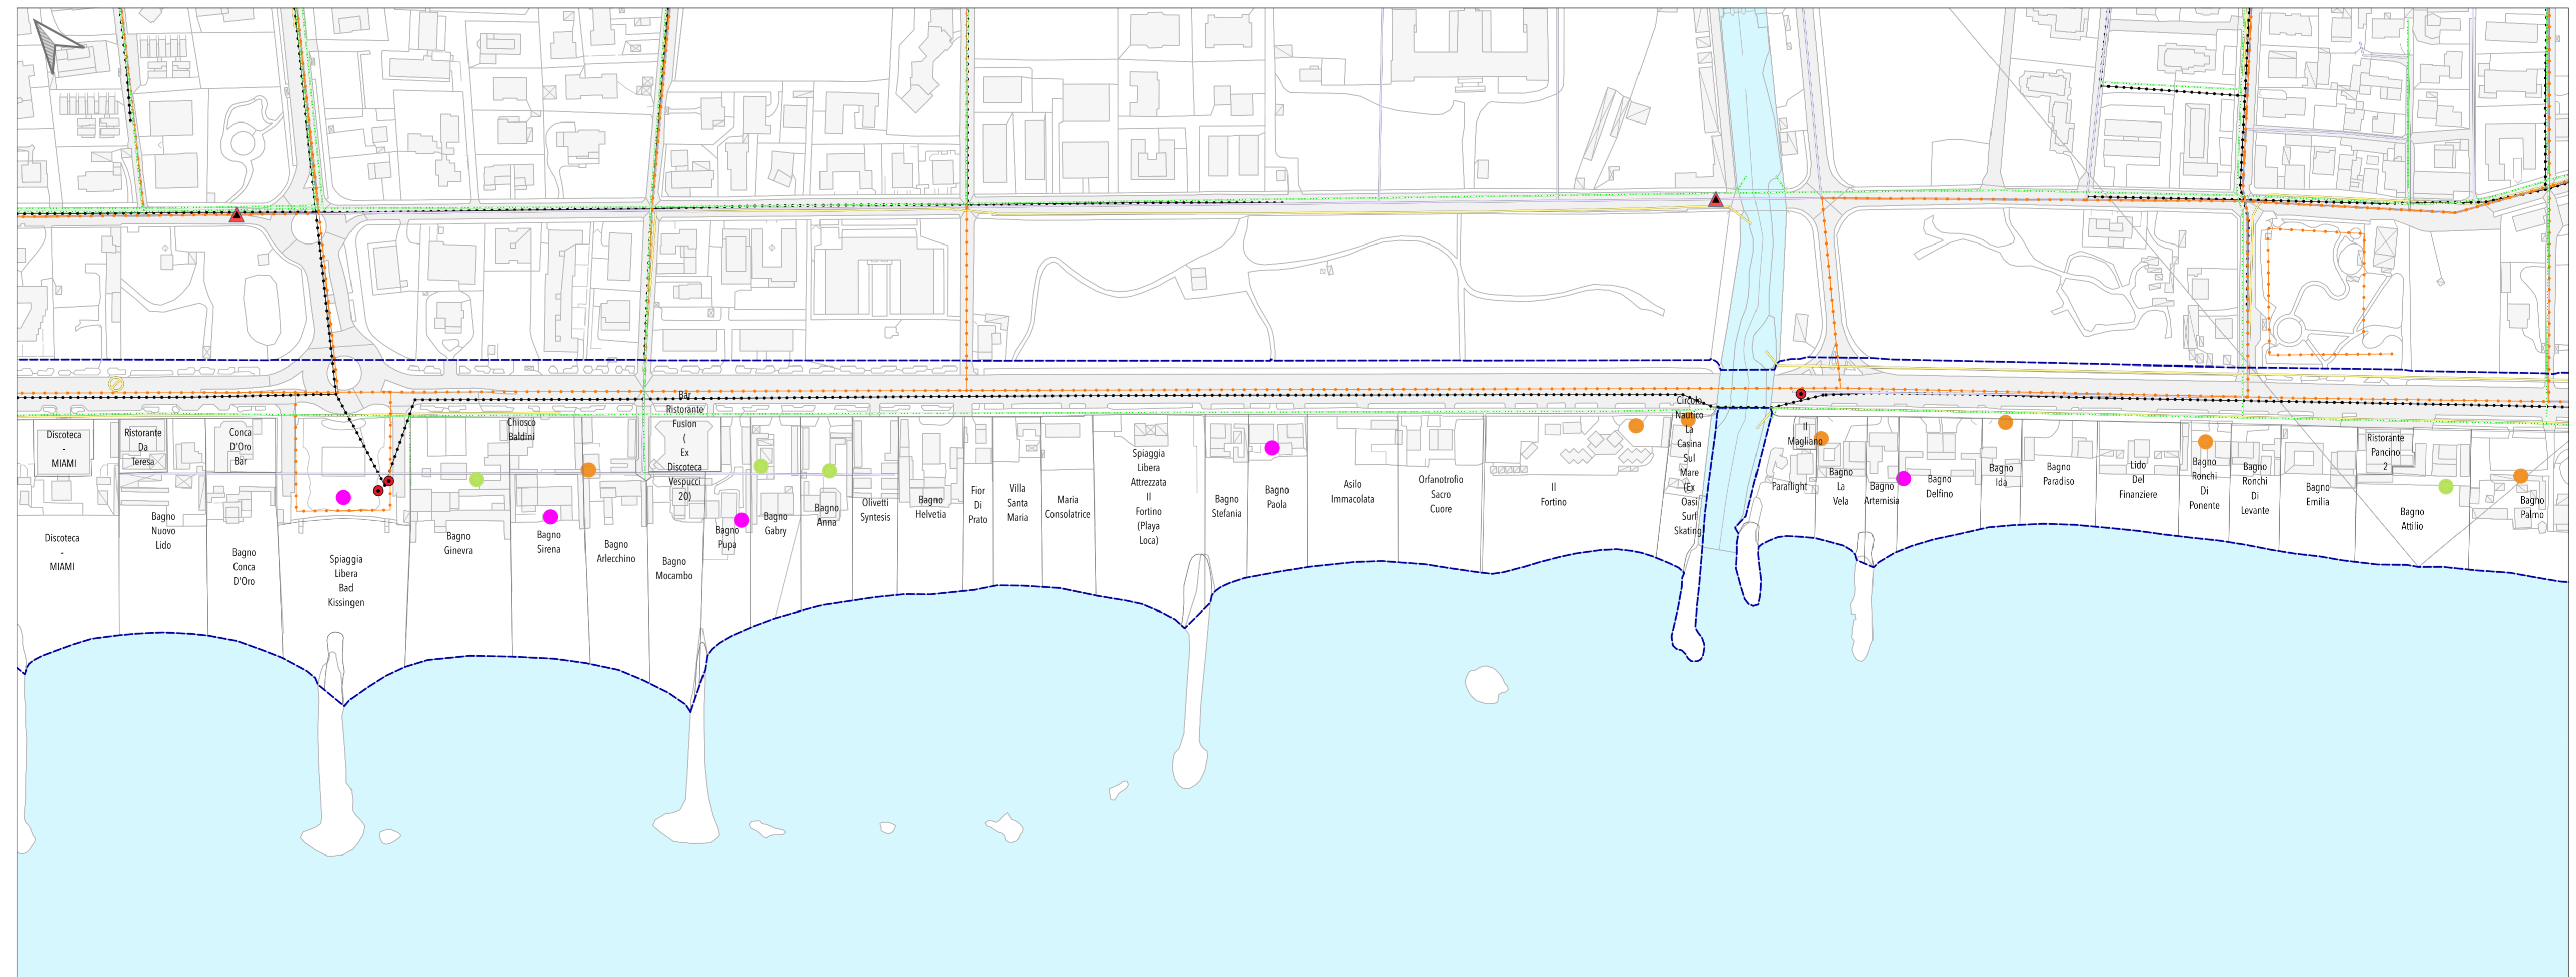 Discoteca
-
MIAMI
Ristorante
Da
Teresa
Conca
D'Oro
Bar
Chiosco
Baldini
Bar
Ristorante
Fusion
(
Ex
Discoteca
Vespucci
20)
Discoteca
-
MIAMI
Bagno
Nuovo
Lido
Bagno
Conca
D'Oro
Spiaggia
Libera
Bad
Kissingen
Bagno
Ginevra
Bagno
Sirena
Bagno
Arlecchino
Bagno
Mocambo
Bagno
Pupa
Bagno
Gabry
Bagno
Anna
Olivetti
Syntesis
Bagno
Helvetia
Fior
Di
Prato
Villa
Santa
Maria
Maria
Consolatrice
Spiaggia
Libera
Attrezzata
Il
Fortino
(Playa
Loca)
Bagno
Stefania
Bagno
Paola
Asilo
Immacolata
Orfanotrofio
Sacro
Cuore
Il
Fortino
Circolo
Nautico
La
Casina
Sul
Mare
(Ex
Oasi
Surf
Skating)
Il
Magliano
Paraflight
Bagno
La
Vela
Bagno
Artemisia
Bagno
Delfino
Bagno
Ida
Bagno
Paradiso
Lido
Del
Finanziere
Bagno
Ronchi
Di
Ponente
Bagno
Ronchi
Di
Levante
Bagno
Emilia
Ristorante
Pancino
2
Bagno
Attilio
Bagno
Palmo